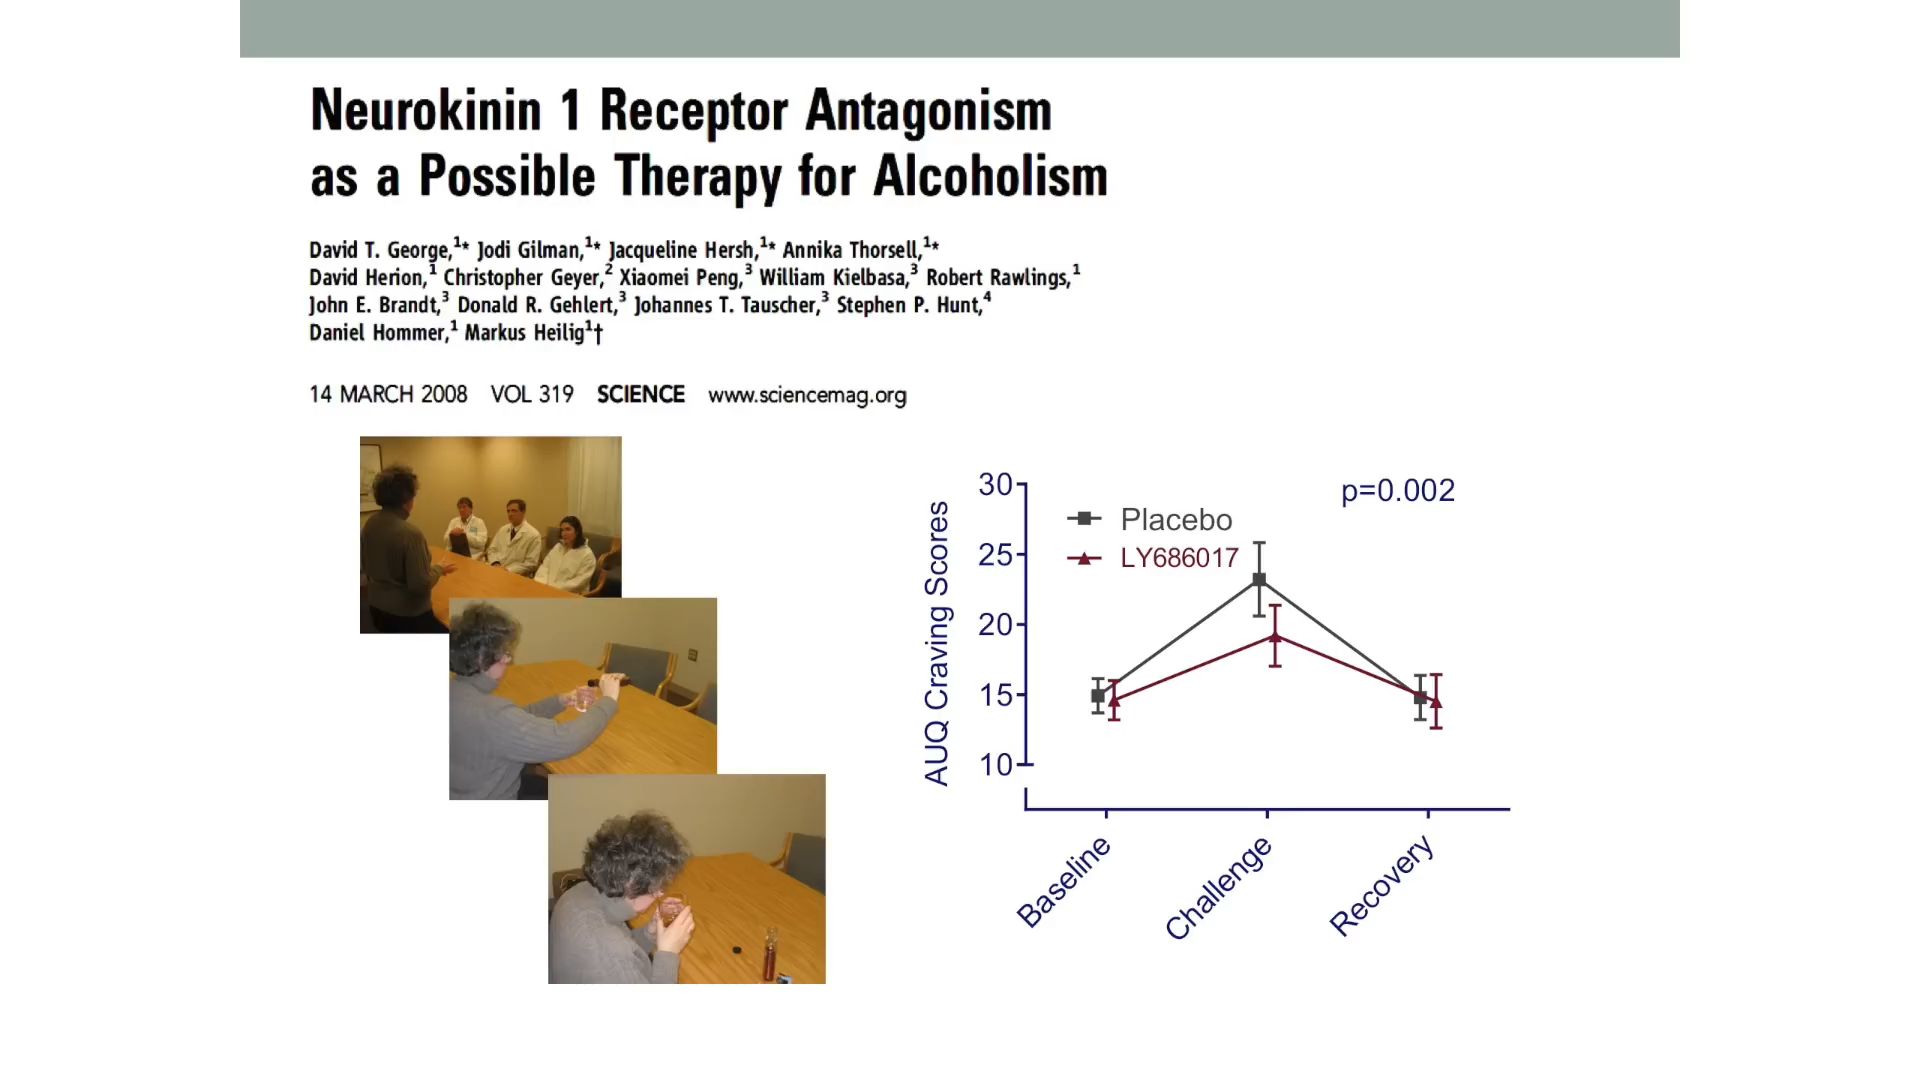 Neurokinin 1 Receptor Antagonism
as a Possible Therapy for Alcoholism
David T. George,1* Jodi Gilman,1* Jacqueline Hersh,1* Annika Thorsell,1*
David Herion,1 Christopher Geyer,2 Xiaomei Peng,3 William Kielbasa,3 Robert Rawlings,1
John E. Brandt,3 Donald R. Gehlert,3 Johannes T. Tauscher,3 Stephen P. Hunt,4
Daniel Hommer,1 Markus Heilig1†
14 MARCH 2008 VOL 319 SCIENCE www.sciencemag.org
AUQ Craving Scores
30
25
20
15
10
Placebo
LY686017
p=0.002
Baseline
Challenge
Recovery